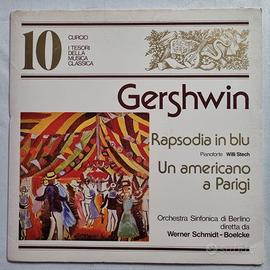 10
CURCIO
I TESORI
DELLA
MUSICA
CLASSICA
Gershwin
Rapsodia in blu
Pianoforte Willi Stech
Un americano
a Parigi
Orchestra Sinfonica di Berlino
diretta da
Werner Schmidt-Boelcke
subito